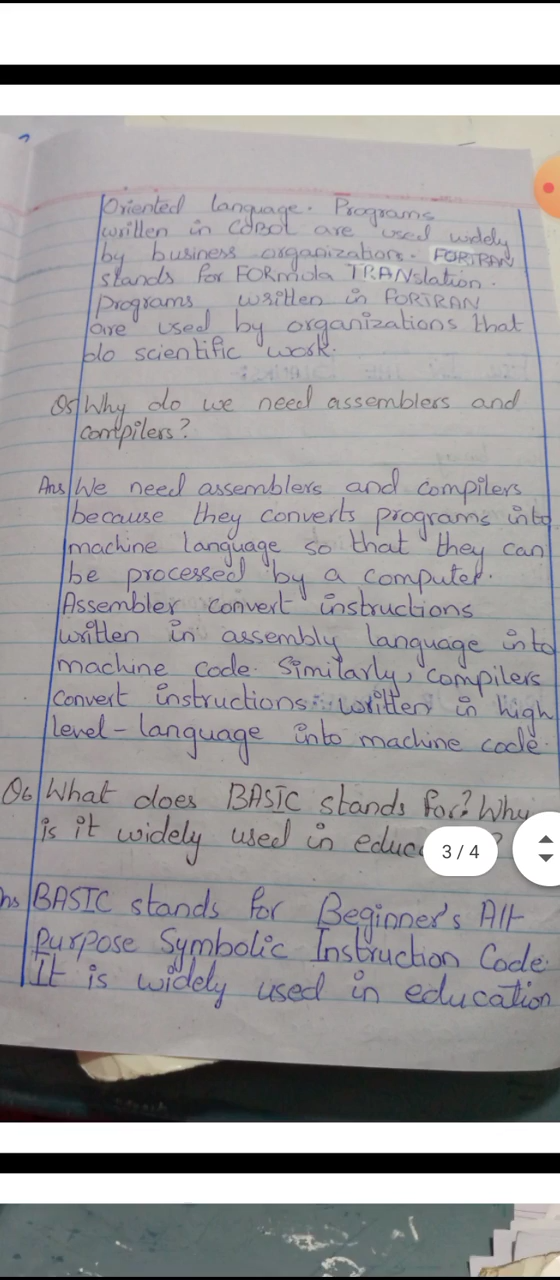 Oriented language. Programs
written in COBOL are used widely
by business organizations. FORTRAN
stands for FORmula TRANslation.
Programs written in FORTRAN
are used by organizations that
do scientific work.
Q5 Why do we need assemblers and
compilers?
Ans We need assemblers and compilers
because they converts programs into
machine language so that they can
be processed by a computer.
Assembler convert instructions
written in assembly language into
machine code. Similarly, compilers
convert instructions written in high
level-language into machine code.
Q6 What does BASIC stands for? Why
is it widely used in educ
3/4
ns BASIC stands for Beginner's All-
purpose Symbolic Instruction Code.
It is widely used in education